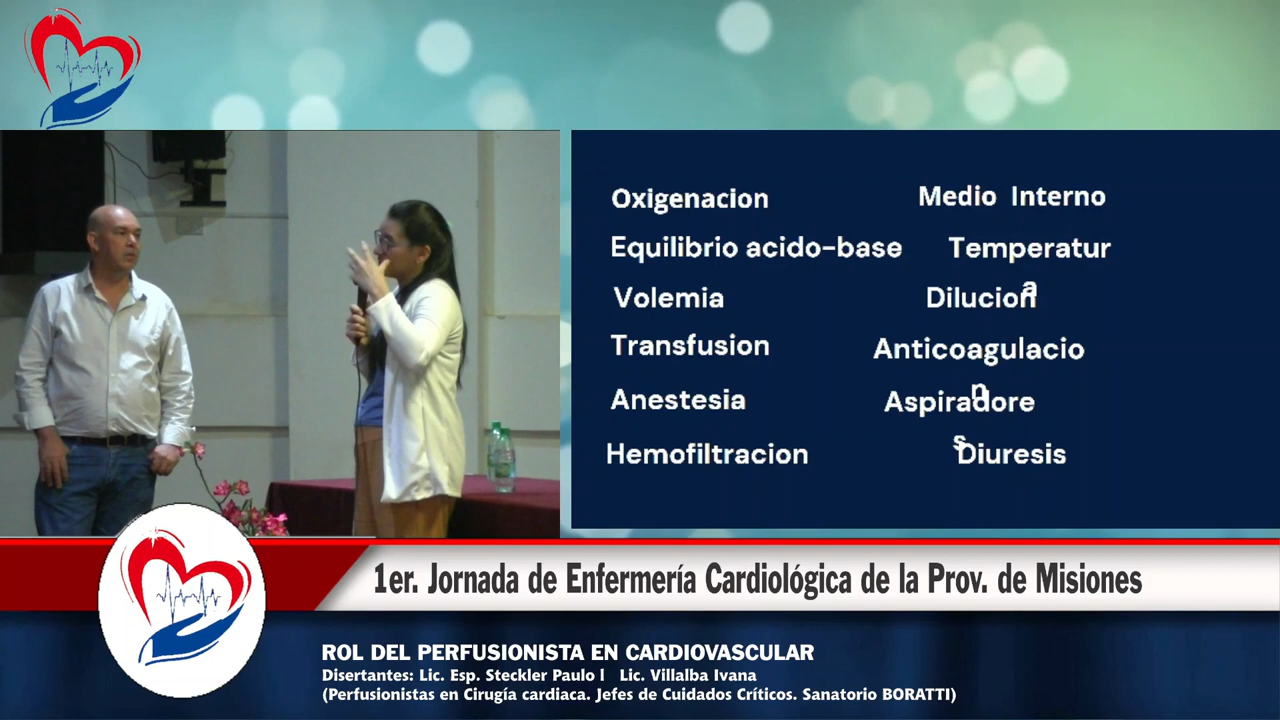 Oxigenacion
Medio Interno
Equilibrio acido-base
Temperatur
a
Volemia
Dilucion
Transfusion
Anticoagulacio
n
Anestesia
Aspiradore
s
Hemofiltracion
Diuresis
1er. Jornada de Enfermería Cardiológica de la Prov. de Misiones
ROL DEL PERFUSIONISTA EN CARDIOVASCULAR
Disertantes: Lic. Esp. Steckler Paulo l Lic. Villalba Ivana
(Perfusionistas en Cirugía cardiaca. Jefes de Cuidados Críticos. Sanatorio BORATTI)